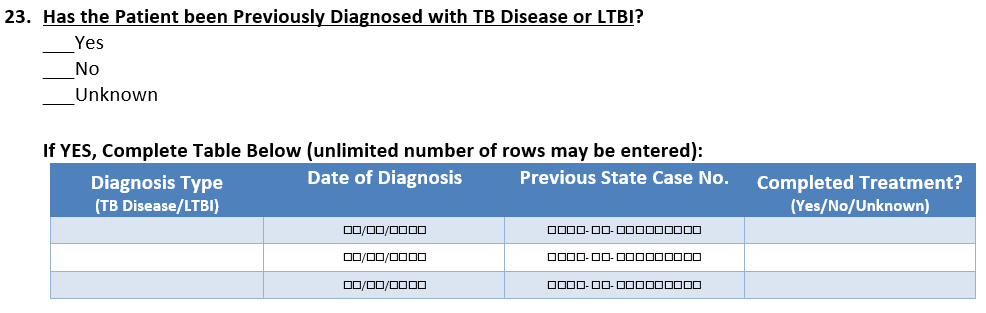 23. Has the Patient been Previously Diagnosed with TB Disease or LTBI?
___Yes
___No
___Unknown
If YES, Complete Table Below (unlimited number of rows may be entered):
Diagnosis Type (TB Disease/LTBI) Date of Diagnosis Previous State Case No. Completed Treatment? (Yes/No/Unknown)
□□/□□/□□□□ □□□□-□□-□□□□□□□□□
□□/□□/□□□□ □□□□-□□-□□□□□□□□□
□□/□□/□□□□ □□□□-□□-□□□□□□□□□